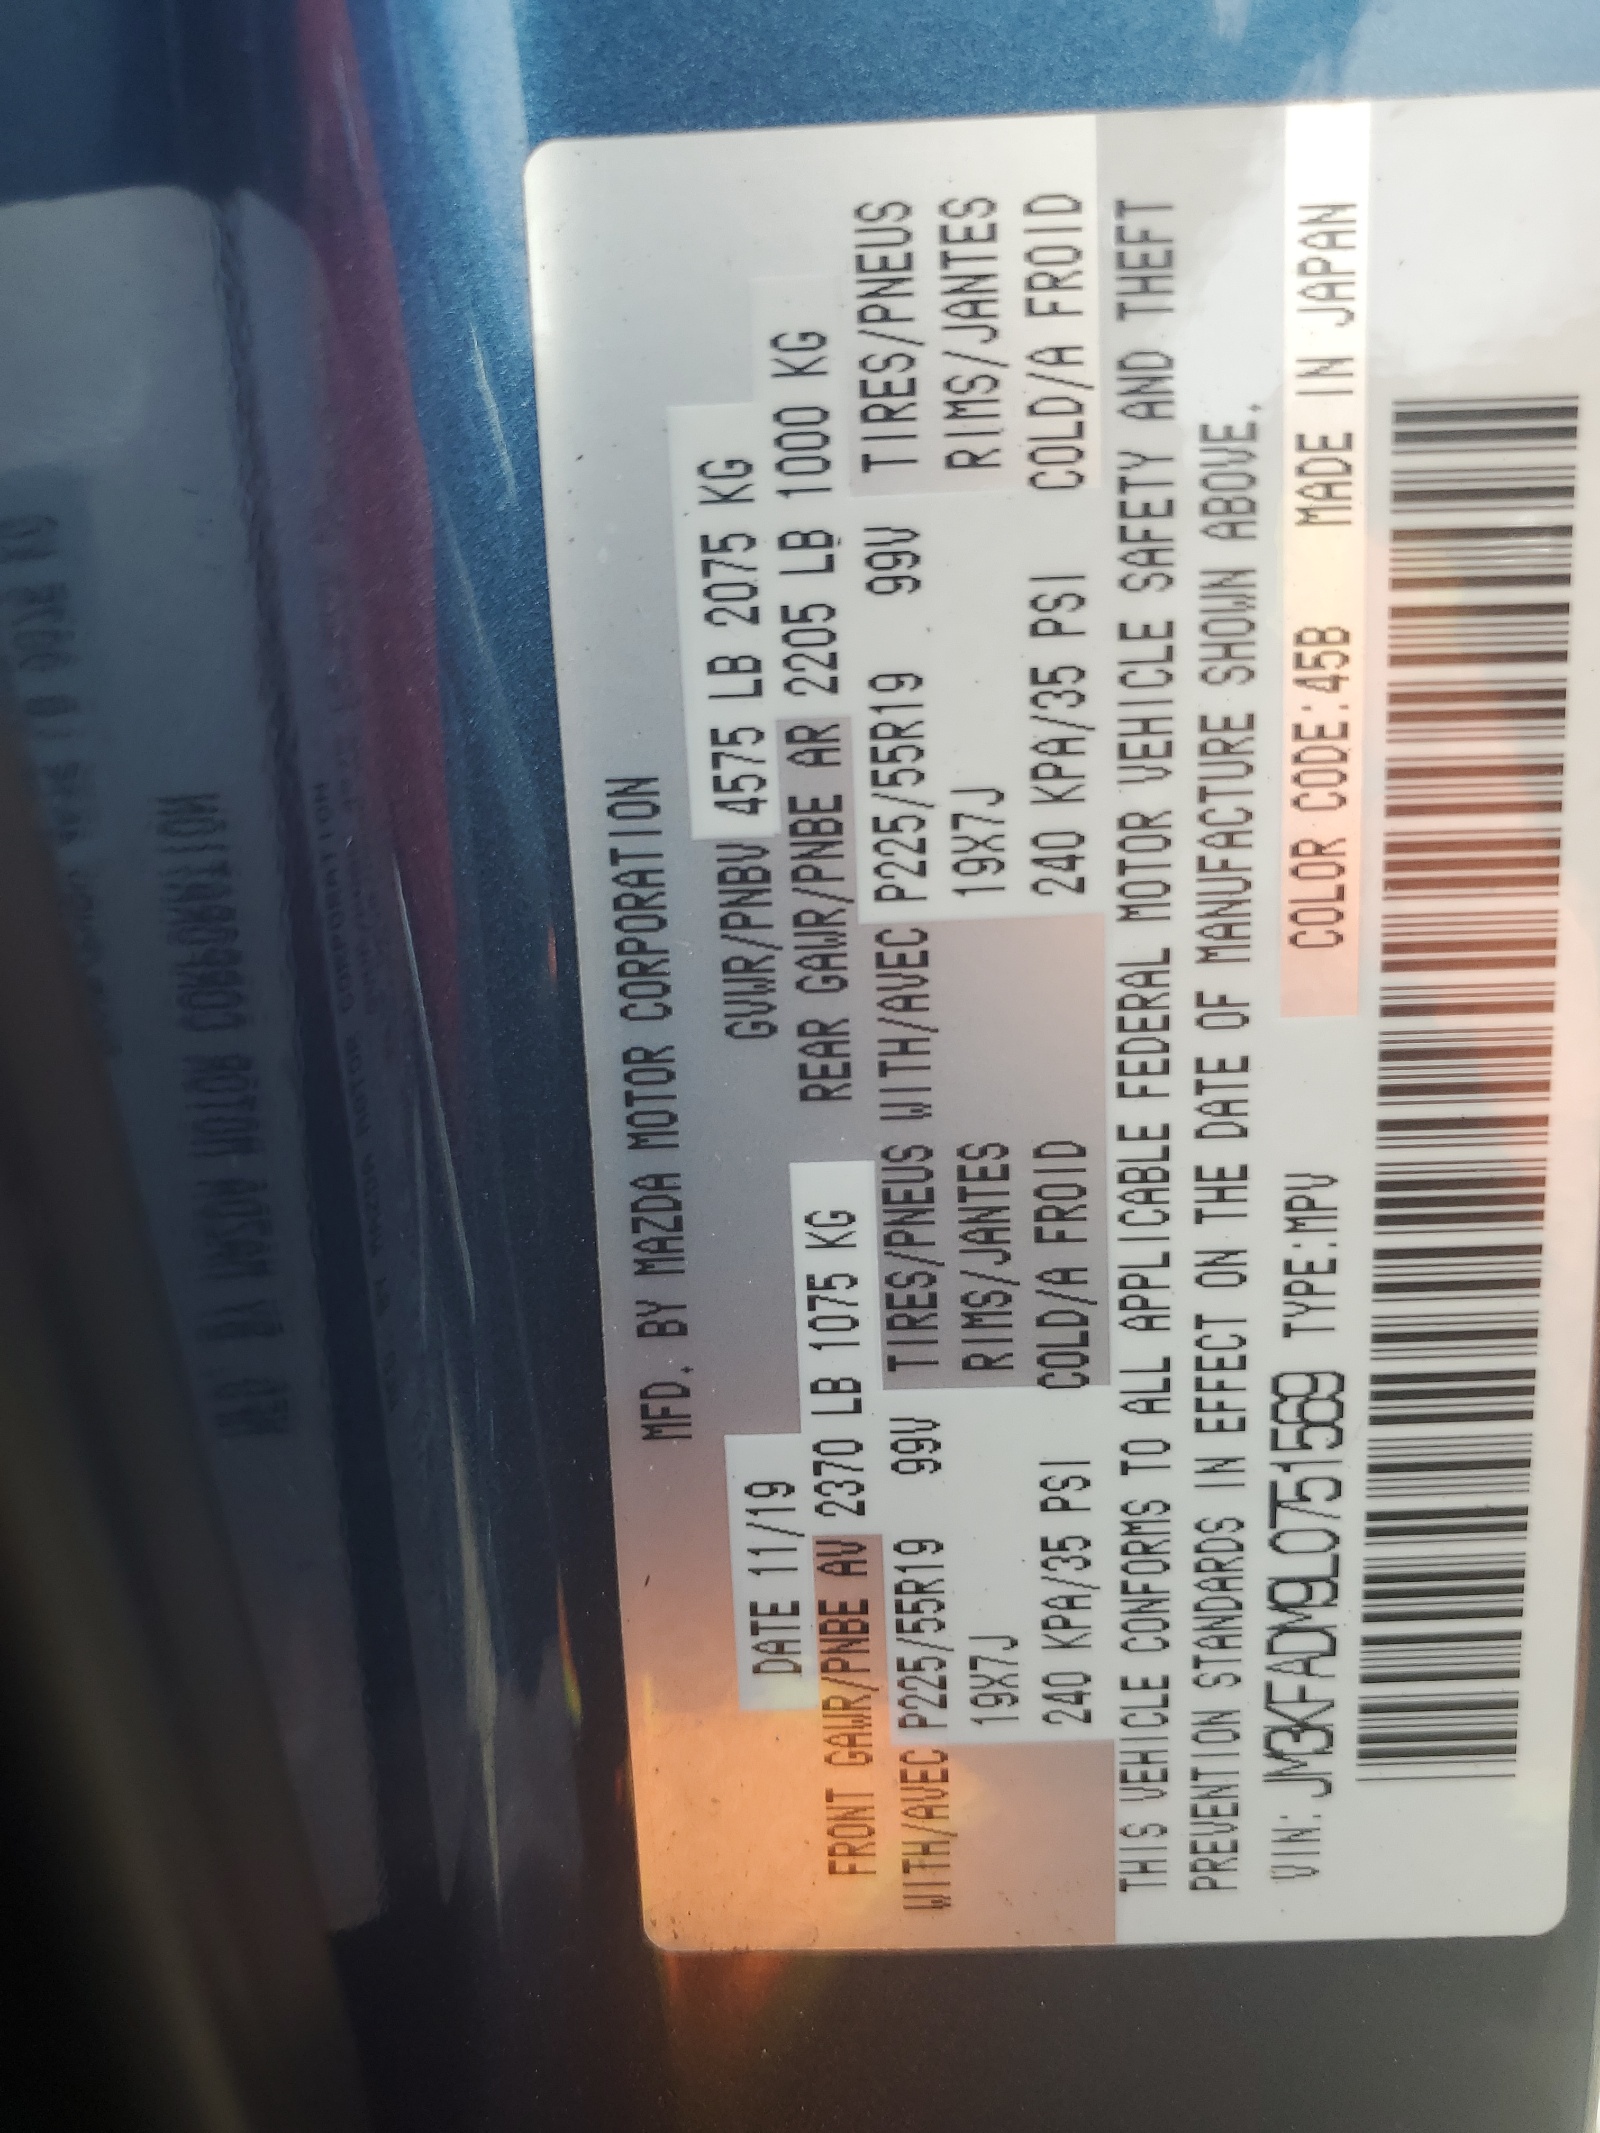 MFD. BY MAZDA MOTOR CORPORATION
DATE 11/19 GVWR/PNBV 4575 LB 2075 KG
FRONT GAWR/PNBE AV 2370 LB 1075 KG REAR GAWR/PNBE AR 2205 LB 1000 KG
WITH/AVEC P225/55R19 99V TIRES/PNEUS WITH/AVEC P225/55R19 99V TIRES/PNEUS
19X7J RIMS/JANTES 19X7J RIMS/JANTES
240 KPA/35 PSI COLD/A FROID 240 KPA/35 PSI COLD/A FROID
THIS VEHICLE CONFORMS TO ALL APPLICABLE FEDERAL MOTOR VEHICLE SAFETY AND THEFT
PREVENTION STANDARDS IN EFFECT ON THE DATE OF MANUFACTURE SHOWN ABOVE.
VIN: JM3KFADM9L0751569 TYPE:MPV COLOR CODE:45B MADE IN JAPAN